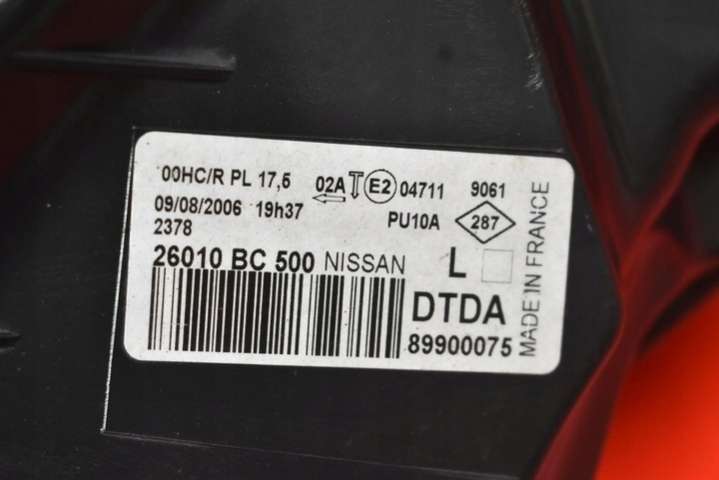 00HC/R PL 17,5 02A E2 04711 9061
09/08/2006 19h37 PU10A 287
2378
26010 BC 500 NISSAN L
DTDA
89900075
MADE IN FRANCE